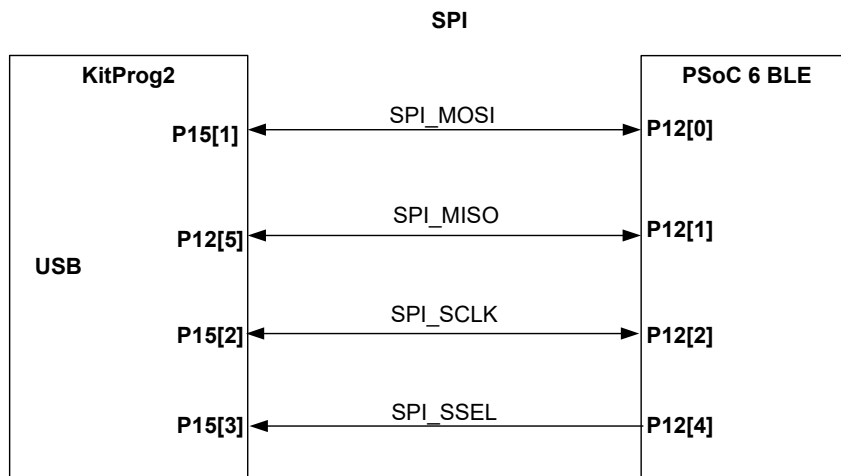 SPI
KitProg2
PSoC 6 BLE
P15[1]
SPI_MOSI
P12[0]
P12[5]
SPI_MISO
P12[1]
USB
P15[2]
SPI_SCLK
P12[2]
P15[3]
SPI_SSEL
P12[4]